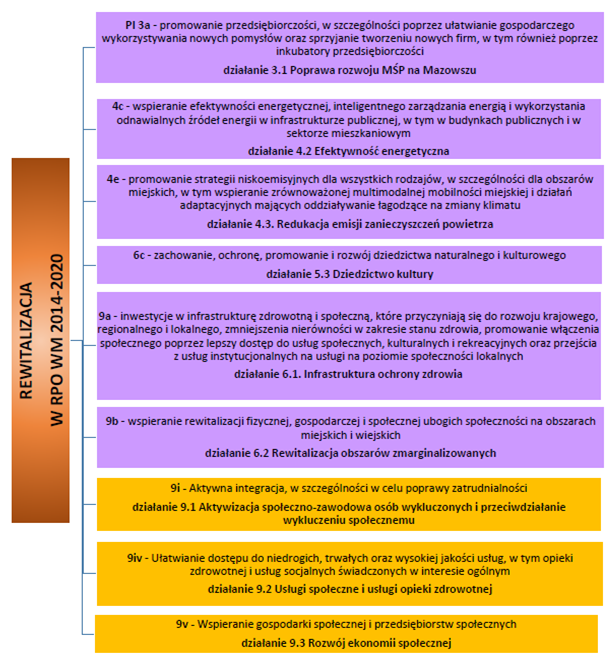 REWITALIZACJA
W RPO WM 2014-2020
PI 3a - promowanie przedsiębiorczości, w szczególności poprzez ułatwianie gospodarczego
wykorzystywania nowych pomysłów oraz sprzyjanie tworzeniu nowych firm, w tym również poprzez
inkubatory przedsiębiorczości
działanie 3.1 Poprawa rozwoju MŚP na Mazowszu
4c - wspieranie efektywności energetycznej, inteligentnego zarządzania energią i wykorzystania
odnawialnych źródeł energii w infrastrukturze publicznej, w tym w budynkach publicznych i w
sektorze mieszkaniowym
działanie 4.2 Efektywność energetyczna
4e - promowanie strategii niskoemisyjnych dla wszystkich rodzajów, w szczególności dla obszarów
miejskich, w tym wspieranie zrównoważonej multimodalnej mobilności miejskiej i działań
adaptacyjnych mających oddziaływanie łagodzące na zmiany klimatu
działanie 4.3. Redukacja emisji zanieczyszczeń powietrza
6c - zachowanie, ochronę, promowanie i rozwój dziedzictwa naturalnego i kulturowego
działanie 5.3 Dziedzictwo kultury
9a - inwestycje w infrastrukturę zdrowotną i społeczną, które przyczyniają się do rozwoju krajowego,
regionalnego i lokalnego, zmniejszenia nierówności w zakresie stanu zdrowia, promowanie włączenia
społecznego poprzez lepszy dostęp do usług społecznych, kulturalnych i rekreacyjnych oraz przejścia
z usług instytucjonalnych na usługi na poziomie społeczności lokalnych
działanie 6.1. Infrastruktura ochrony zdrowia
9b - wspieranie rewitalizacji fizycznej, gospodarczej i społecznej ubogich społeczności na obszarach
miejskich i wiejskich
działanie 6.2 Rewitalizacja obszarów zmarginalizowanych
9i - Aktywna integracja, w szczególności w celu poprawy zatrudnialności
działanie 9.1 Aktywizacja społeczno-zawodowa osób wykluczonych i przeciwdziałanie
wykluczeniu społecznemu
9iv - Ułatwianie dostępu do niedrogich, trwałych oraz wysokiej jakości usług, w tym opieki
zdrowotnej i usług socjalnych świadczonych w interesie ogólnym
działanie 9.2 Usługi społeczne i usługi opieki zdrowotnej
9v - Wspieranie gospodarki społecznej i przedsiębiorstw społecznych
działanie 9.3 Rozwój ekonomii społecznej